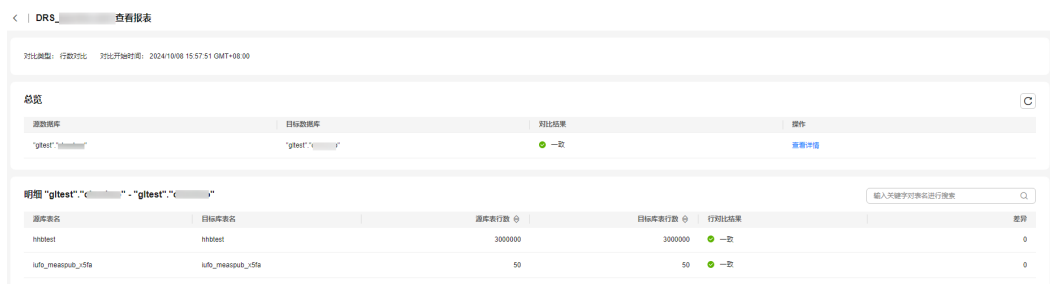 DRS_ 查看报表
对比类型: 行数对比 对比开始时间: 2024/10/08 15:57:51 GMT+08:00
总览
源数据库 目标数据库 对比结果 操作
"gltest"." " "gltest"." " 一致 查看详情
明细 "gltest"." " - "gltest"." "
输入关键字对表名进行搜索
源库表名 目标库表名 源库表行数 目标库表行数 行对比结果 差异
hhbtest hhbtest 3000000 3000000 一致 0
iufo_measpub_x5fa iufo_measpub_x5fa 50 50 一致 0